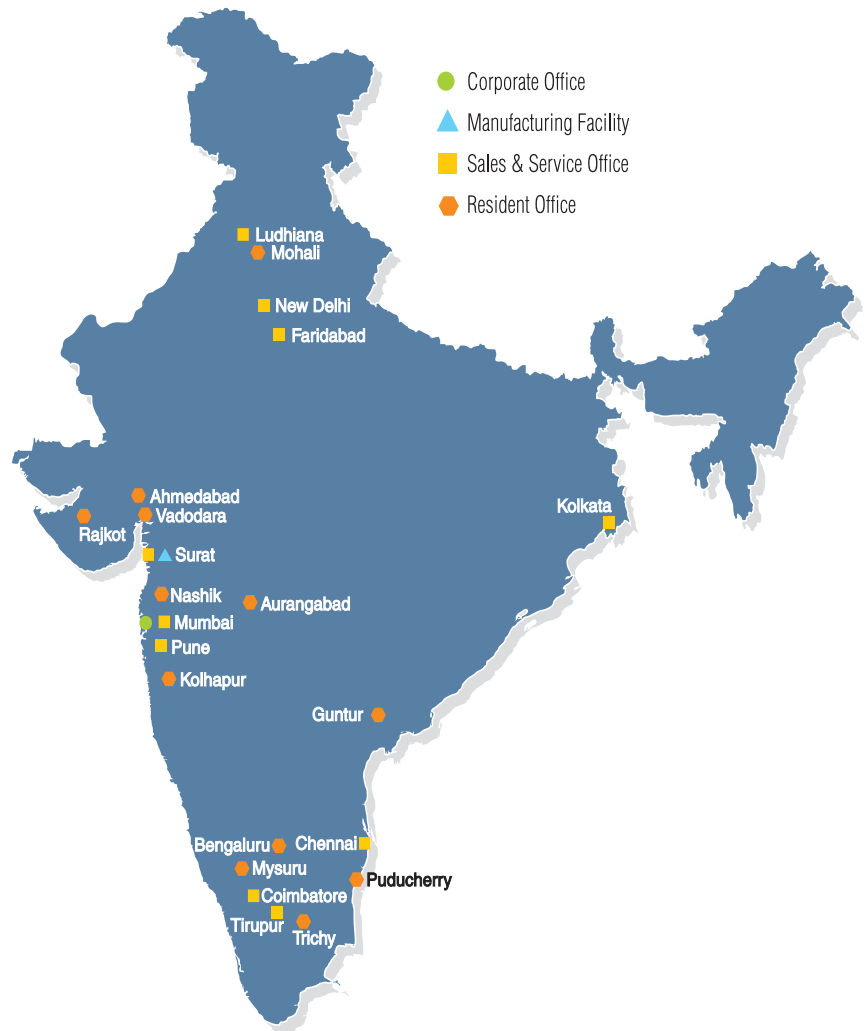 Corporate Office
Manufacturing Facility
Sales & Service Office
Resident Office
Ludhiana
Mohali
New Delhi
Faridabad
Ahmedabad
Vadodara
Rajkot
Kolkata
Surat
Nashik
Aurangabad
Mumbai
Pune
Kolhapur
Guntur
Bengaluru
Chennai
Mysuru
Puducherry
Coimbatore
Tirupur
Trichy